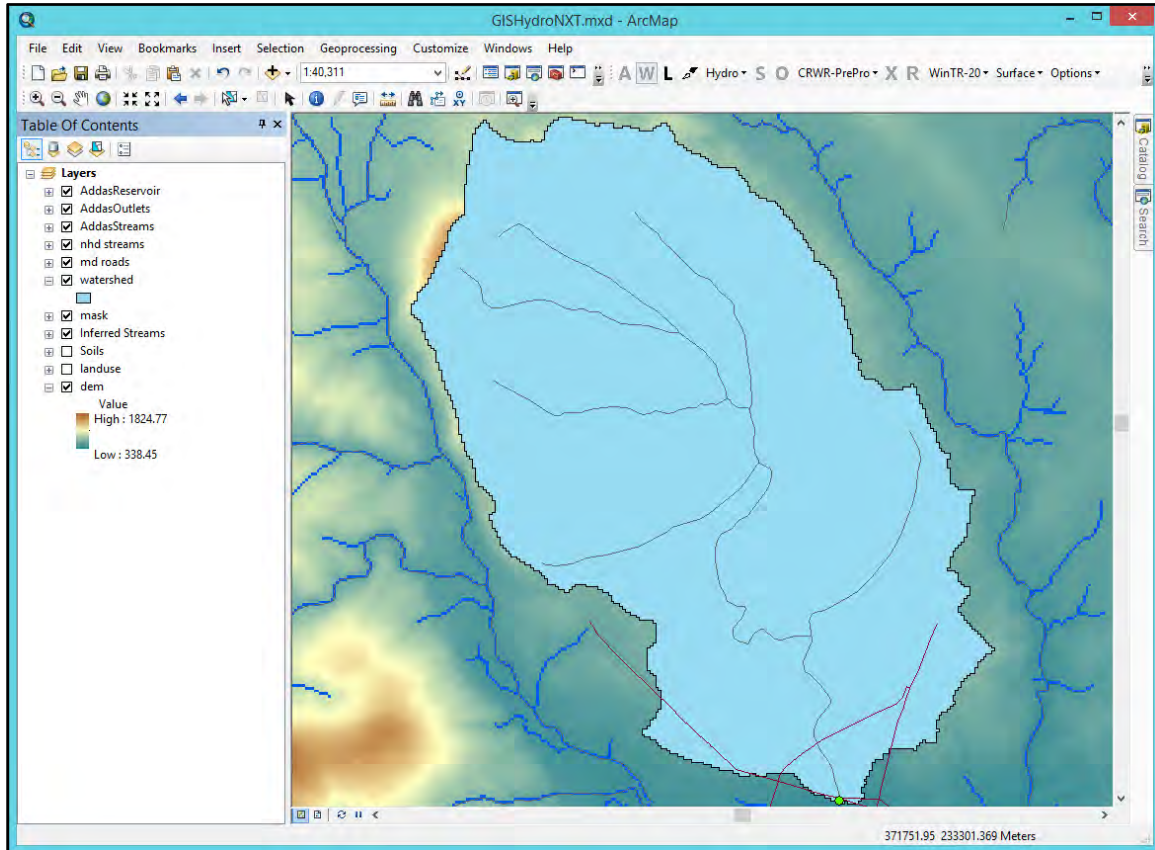 GISHydroNXT.mxd - ArcMap
File Edit View Bookmarks Insert Selection Geoprocessing Customize Windows Help
1:40,311 A W L Hydro S O CRWR-PrePro X R WinTR-20 Surface Options
XY
Table Of Contents
Layers
AddasReservoir
AddasOutlets
AddasStreams
nhd streams
md roads
watershed
mask
Inferred Streams
Soils
landuse
dem
Value
High : 1824.77
Low : 338.45
Catalog
Search
371751.95 233301.369 Meters